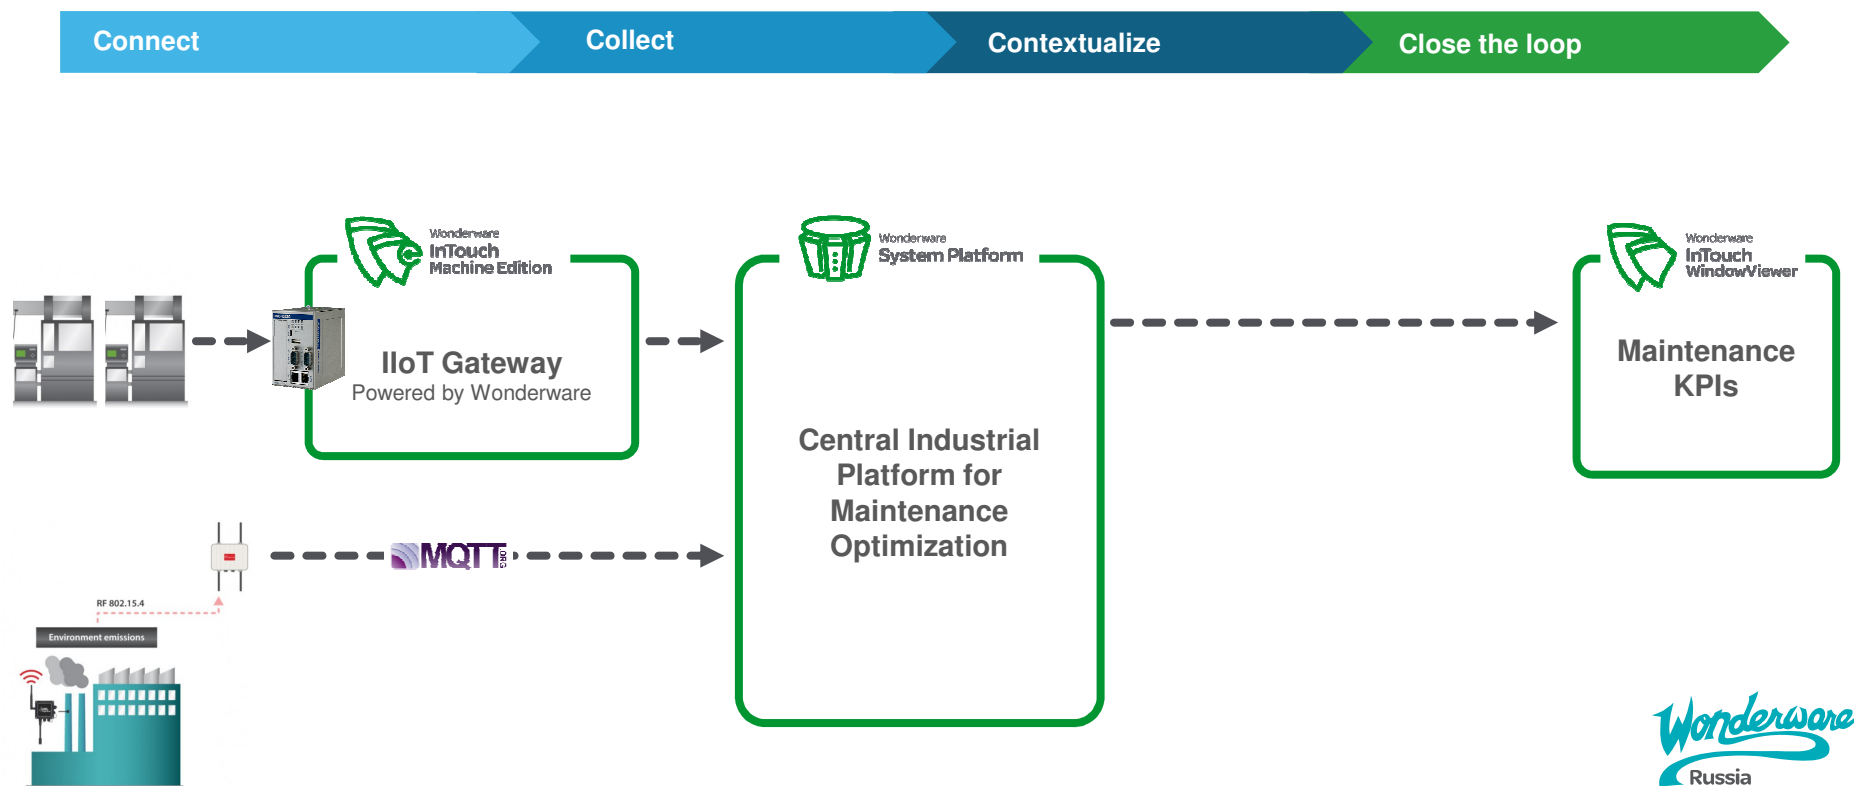 Connect
Collect
Contextualize
Close the loop
Wonderware
InTouch
Machine Edition
IIoT Gateway
Powered by Wonderware
Wonderware
System Platform
Central Industrial
Platform for
Maintenance
Optimization
Wonderware
InTouch
WindowViewer
Maintenance
KPIs
MQTT.ORG
RF 802.15.4
Environment emissions
Wonderware
Russia